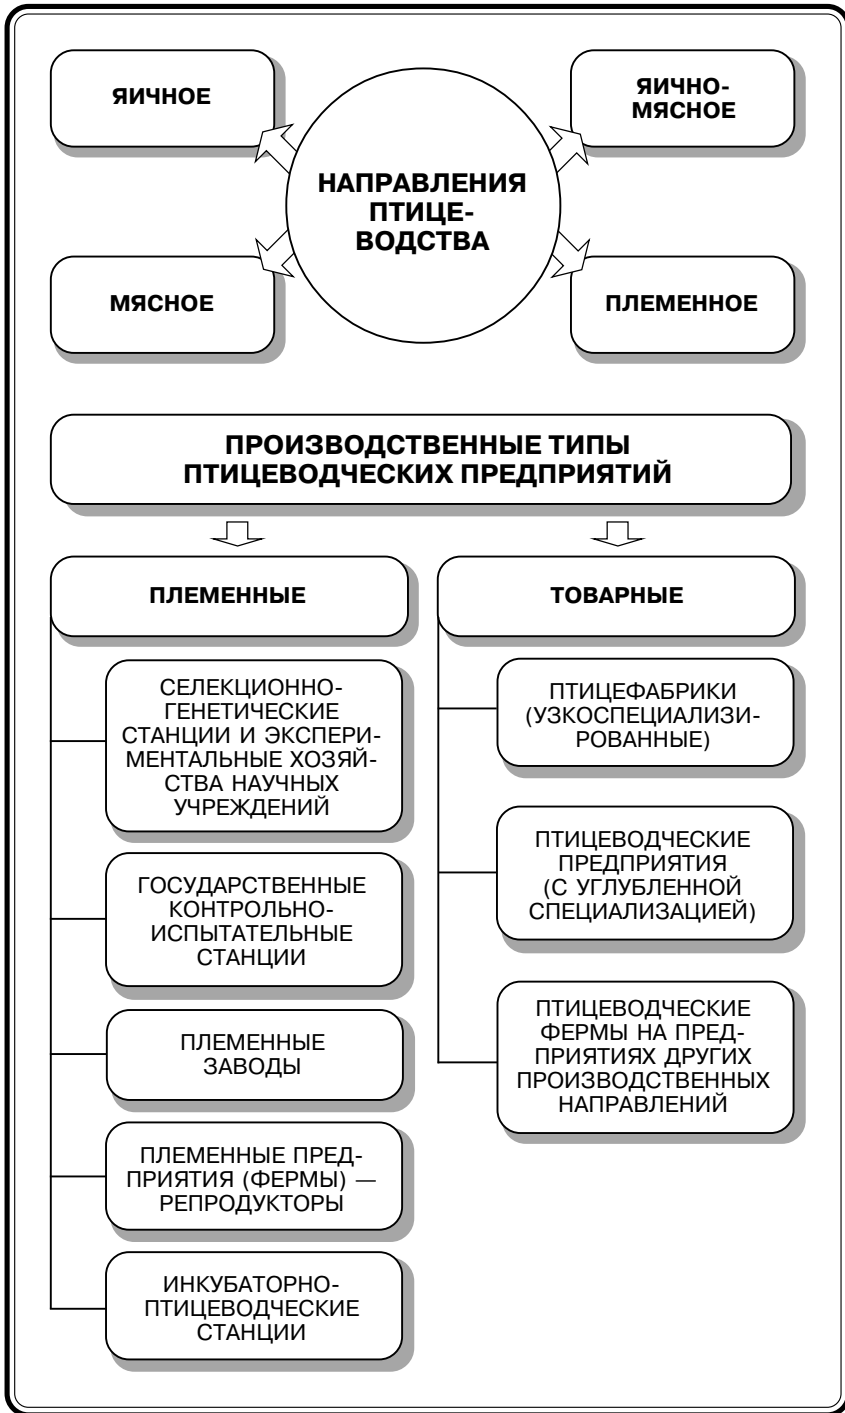 ЯИЧНОЕ
ЯИЧНО-
МЯСНОЕ
НАПРАВЛЕНИЯ
ПТИЦЕ-
ВОДСТВА
МЯСНОЕ
ПЛЕМЕННОЕ
ПРОИЗВОДСТВЕННЫЕ ТИПЫ
ПТИЦЕВОДЧЕСКИХ ПРЕДПРИЯТИЙ
ПЛЕМЕННЫЕ
СЕЛЕКЦИОННО-
ГЕНЕТИЧЕСКИЕ
СТАНЦИИ И ЭКСПЕРИ-
МЕНТАЛЬНЫЕ ХОЗЯЙ-
СТВА НАУЧНЫХ
УЧРЕЖДЕНИЙ
ГОСУДАРСТВЕННЫЕ
КОНТРОЛЬНО-
ИСПЫТАТЕЛЬНЫЕ
СТАНЦИИ
ПЛЕМЕННЫЕ
ЗАВОДЫ
ПЛЕМЕННЫЕ ПРЕД-
ПРИЯТИЯ (ФЕРМЫ) —
РЕПРОДУКТОРЫ
ИНКУБАТОРНО-
ПТИЦЕВОДЧЕСКИЕ
СТАНЦИИ
ТОВАРНЫЕ
ПТИЦЕФАБРИКИ
(УЗКОСПЕЦИАЛИЗИ-
РОВАННЫЕ)
ПТИЦЕВОДЧЕСКИЕ
ПРЕДПРИЯТИЯ
(С УГЛУБЛЕННОЙ
СПЕЦИАЛИЗАЦИЕЙ)
ПТИЦЕВОДЧЕСКИЕ
ФЕРМЫ НА ПРЕД-
ПРИЯТИЯХ ДРУГИХ
ПРОИЗВОДСТВЕННЫХ
НАПРАВЛЕНИЙ